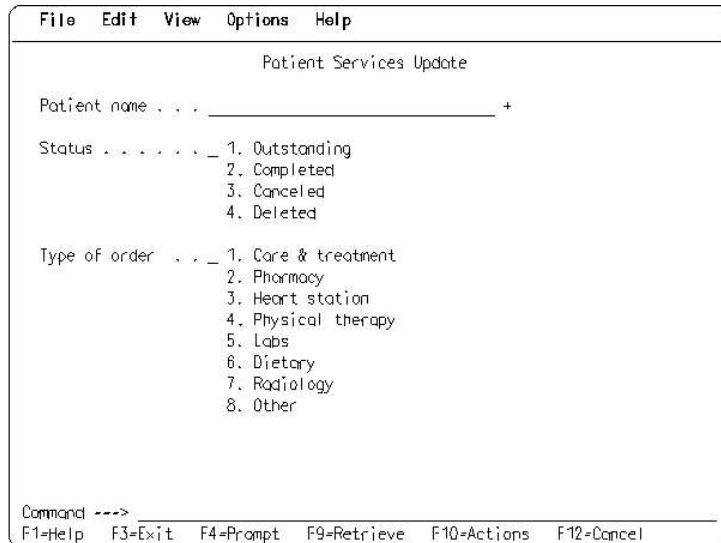 File Edit View Options Help
Patient Services Update
Patient name . . . ______________________________ +
Status . . . . . . _ 1. Outstanding
2. Completed
3. Canceled
4. Deleted
Type of order . . _ 1. Care & treatment
2. Pharmacy
3. Heart station
4. Physical therapy
5. Labs
6. Dietary
7. Radiology
8. Other
Command ---> ______________________________
F1=Help F3=Exit F4=Prompt F9=Retrieve F10=Actions F12=Cancel